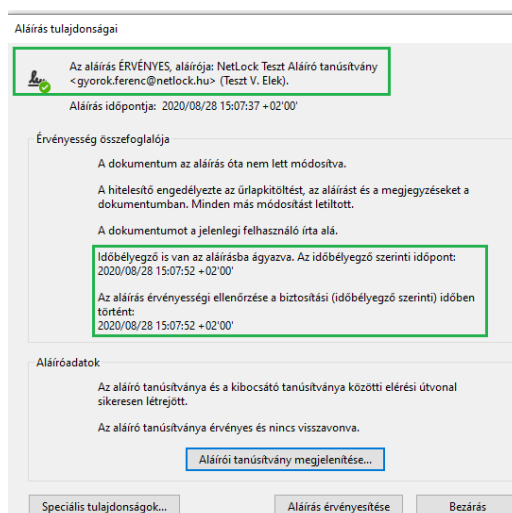 Aláírás tulajdonságai
Az aláírás ÉRVÉNYES, aláírója: NetLock Teszt Aláíró tanúsítvány
<gyorok.ferenc@netlock.hu> (Teszt V. Elek).
Aláírás időpontja: 2020/08/28 15:07:37 +02'00'
Érvényesség összefoglalója
A dokumentum az aláírás óta nem lett módosítva.
A hitelesítő engedélyezte az űrlapkitöltést, az aláírást és a megjegyzéseket a
dokumentumban. Minden más módosítást letiltott.
A dokumentumot a jelenlegi felhasználó írta alá.
Időbélyegző is van az aláírásba ágyazva. Az időbélyegző szerinti időpont:
2020/08/28 15:07:52 +02'00'
Az aláírás érvényességi ellenőrzése a biztosítási (időbélyegző szerinti) időben
történt:
2020/08/28 15:07:52 +02'00'
Aláíróadatok
Az aláíró tanúsítványa és a kibocsátó tanúsítványa közötti elérési útvonal
sikeresen létrejött.
Az aláíró tanúsítványa érvényes és nincs visszavonva.
Aláírói tanúsítvány megjelenítése...
Speciális tulajdonságok...
Aláírás érvényesítése
Bezárás